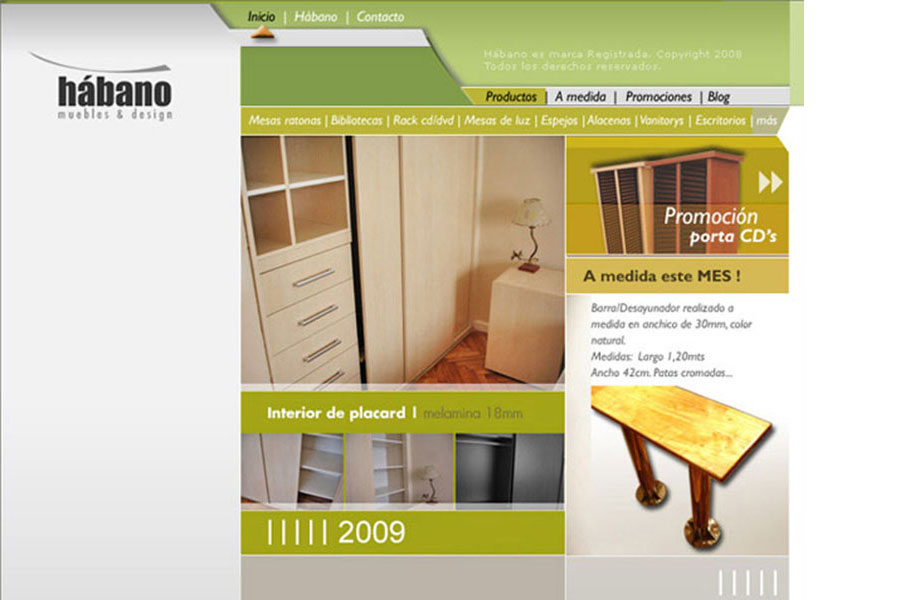 Inicio | Hábano | Contacto
Hábano es marca Registrada. Copyright 2008
Todos los derechos reservados.
hábano
muebles & design
Productos | A medida | Promociones | Blog
Mesas ratonas | Bibliotecas | Rack cd/dvd | Mesas de luz | Espejos | Alacenas | Vanitorys | Escritorios | más
Promoción
porta CD's
A medida este MES !
Barra/Desayunador realizado a
medida en anchico de 30mm, color
natural.
Medidas: Largo 1,20mts
Ancho 42cm. Patas cromadas...
Interior de placard | melamina 18mm
| | | | | 2009